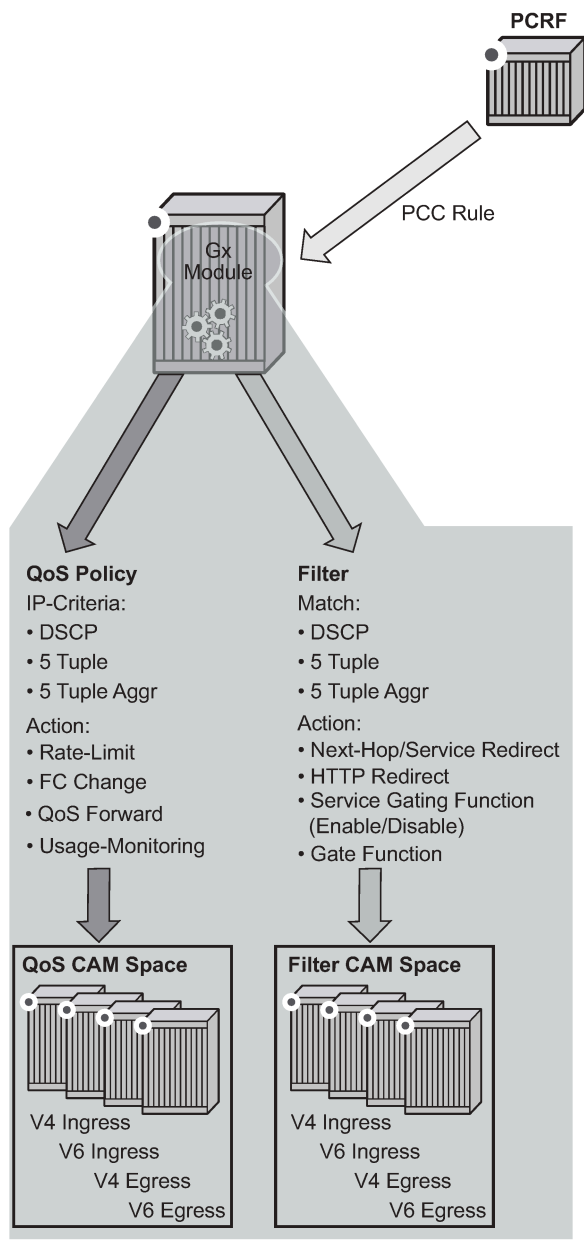 PCRF
PCC Rule
Gx
Module
QoS Policy
IP-Criteria:
• DSCP
• 5 Tuple
• 5 Tuple Aggr
Action:
• Rate-Limit
• FC Change
• QoS Forward
• Usage-Monitoring
Filter
Match:
• DSCP
• 5 Tuple
• 5 Tuple Aggr
Action:
• Next-Hop/Service Redirect
• HTTP Redirect
• Service Gating Function
(Enable/Disable)
• Gate Function
QoS CAM Space
V4 Ingress
V6 Ingress
V4 Egress
V6 Egress
Filter CAM Space
V4 Ingress
V6 Ingress
V4 Egress
V6 Egress